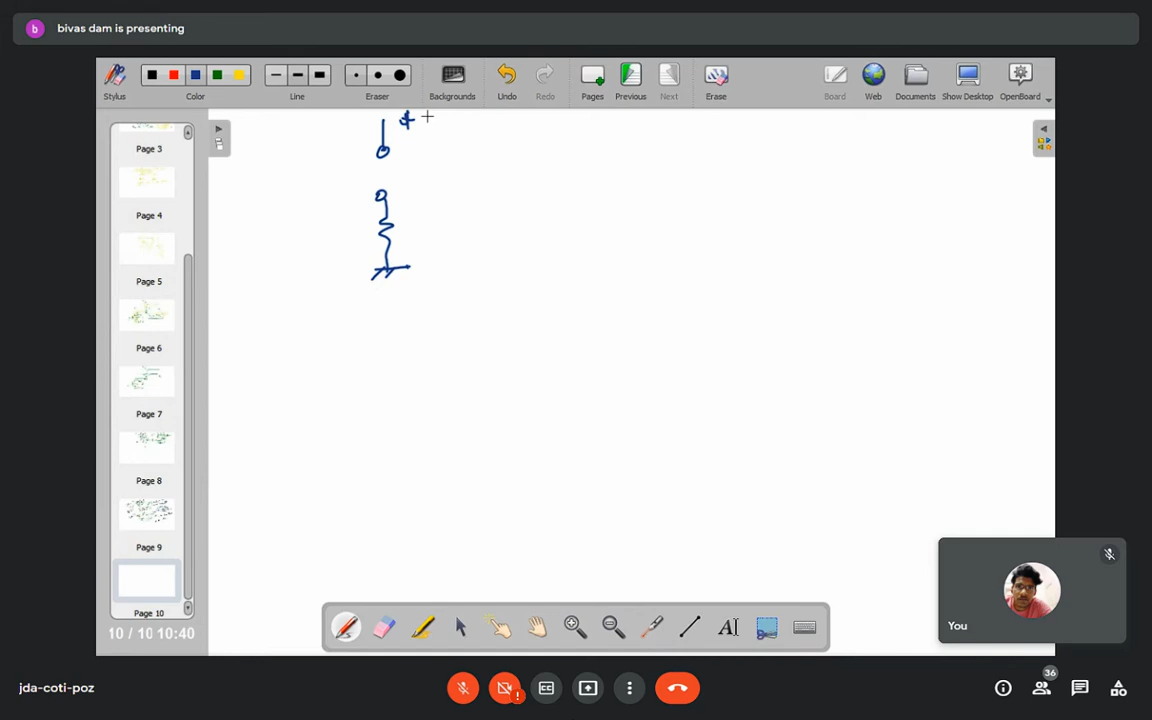 b
bivas dam is presenting
Stylus
Color
Line
Eraser
Backgrounds
Undo
Redo
Pages
Previous
Next
Erase
Board
Web
Documents
Show Desktop
OpenBoard
Page 3
Page 4
Page 5
Page 6
Page 7
Page 8
Page 9
Page 10
10 / 10 10:40
You
jda-coti-poz
36